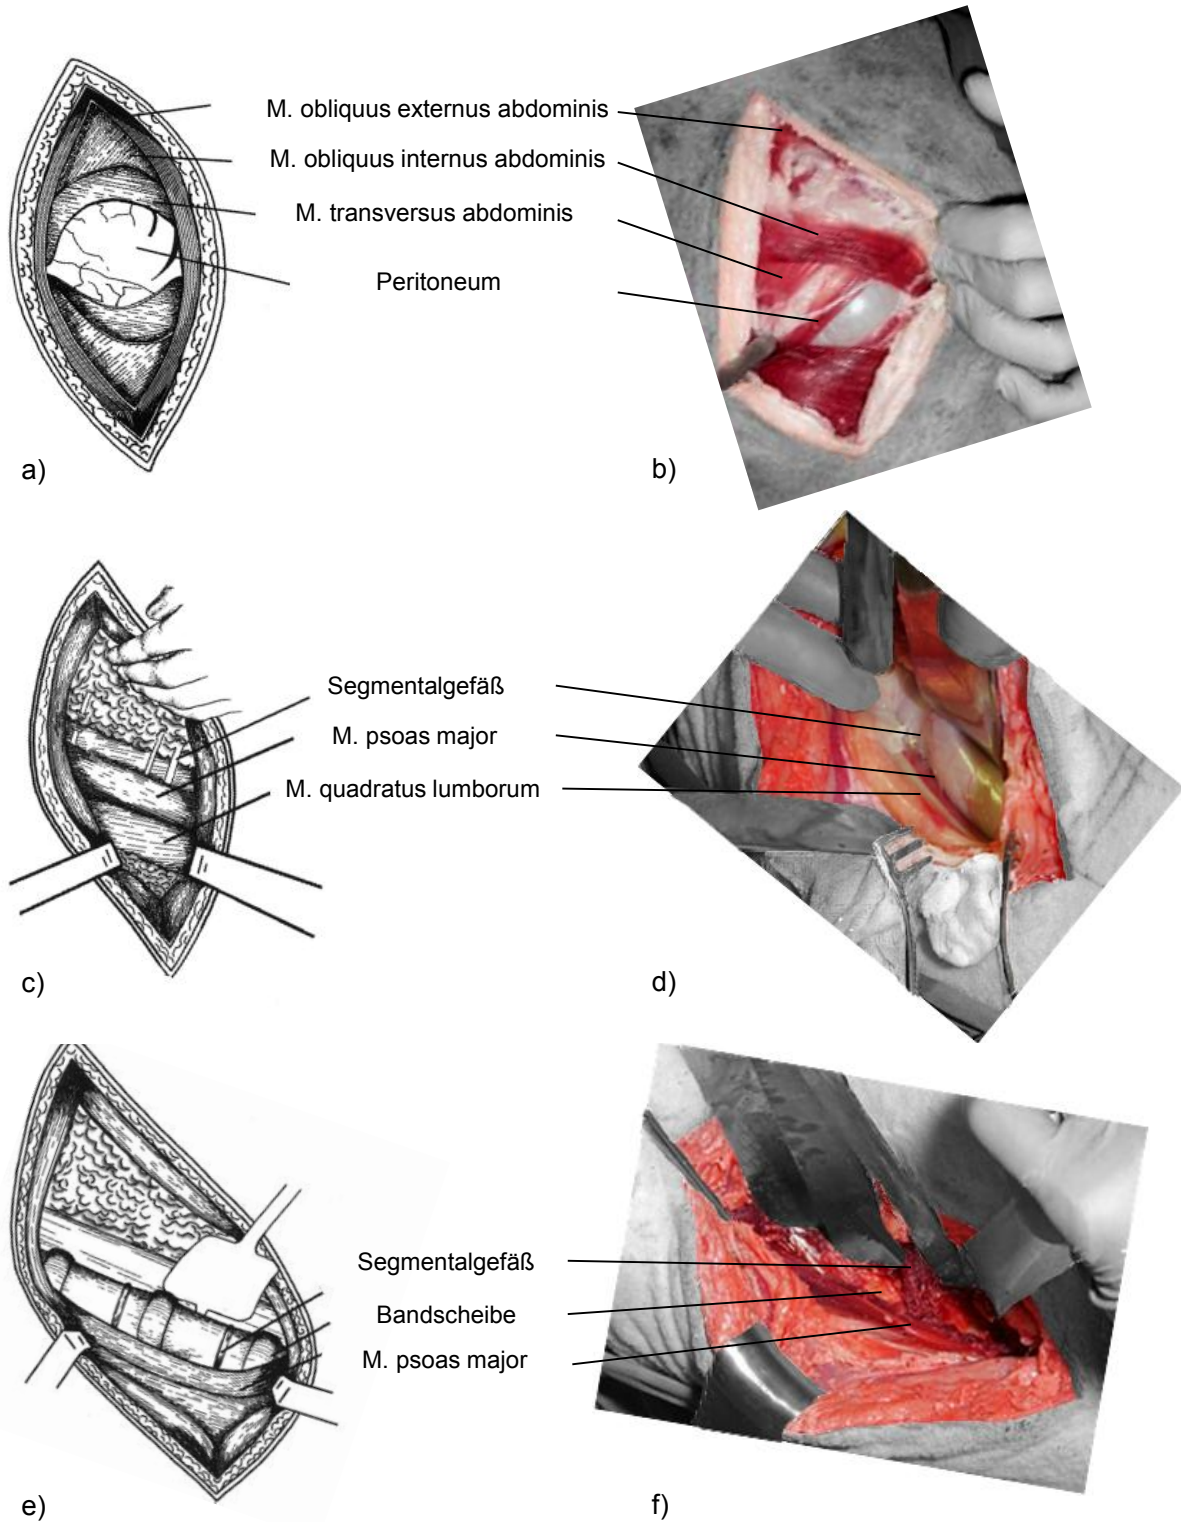 M. obliquus externus abdominis
M. obliquus internus abdominis
M. transversus abdominis
Peritoneum
a)
b)
Segmentalgefäß
M. psoas major
M. quadratus lumborum
c)
d)
Segmentalgefäß
Bandscheibe
M. psoas major
e)
f)